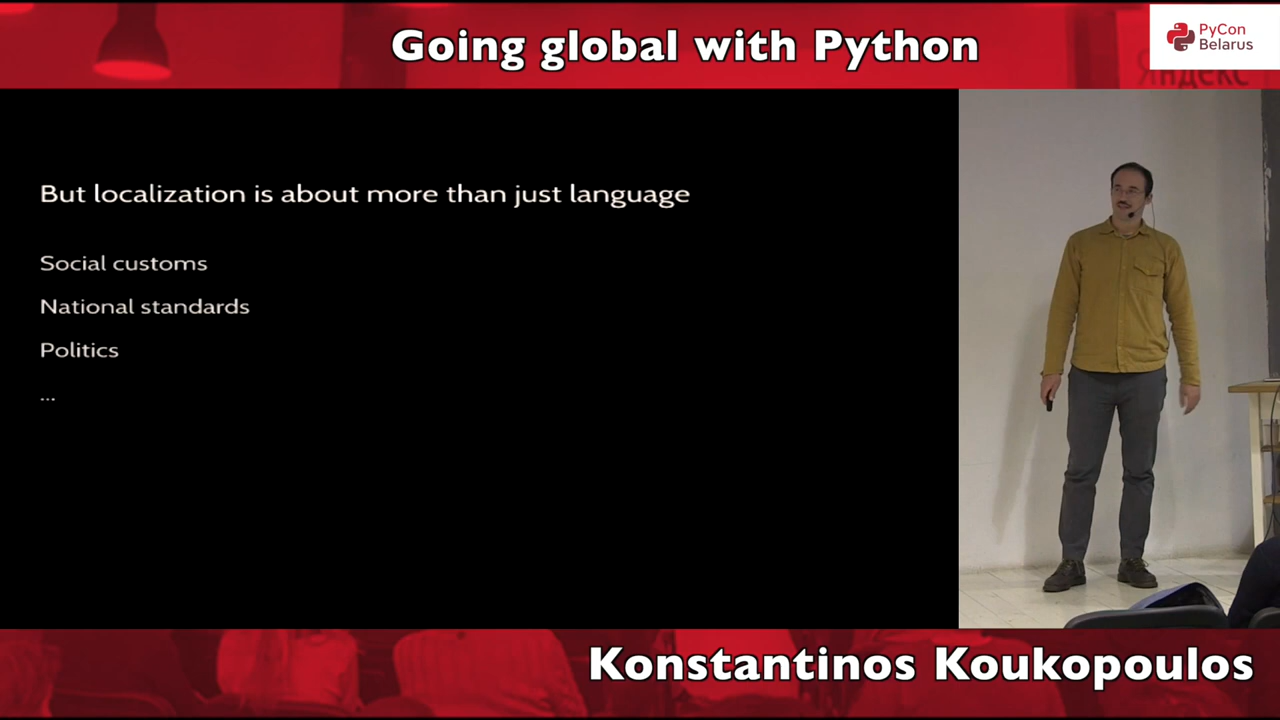 Going global with Python
PyCon
Belarus
Яндекс
But localization is about more than just language
Social customs
National standards
Politics
...
Konstantinos Koukopoulos